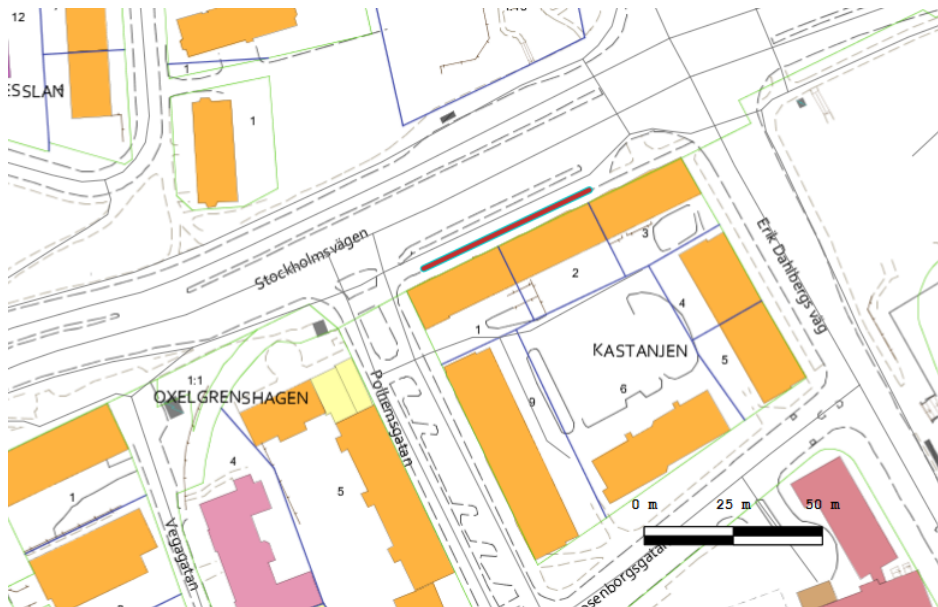 12
ESSLAN
1
1
Stockholmsvägen
Erik Dahlbergs väg
3
2
4
1
KASTANJEN
5
1:1
OXELGRENSHAGEN
Polhemsgatan
9
6
4
5
1
Vegagatan
0 m 25 m 50 m